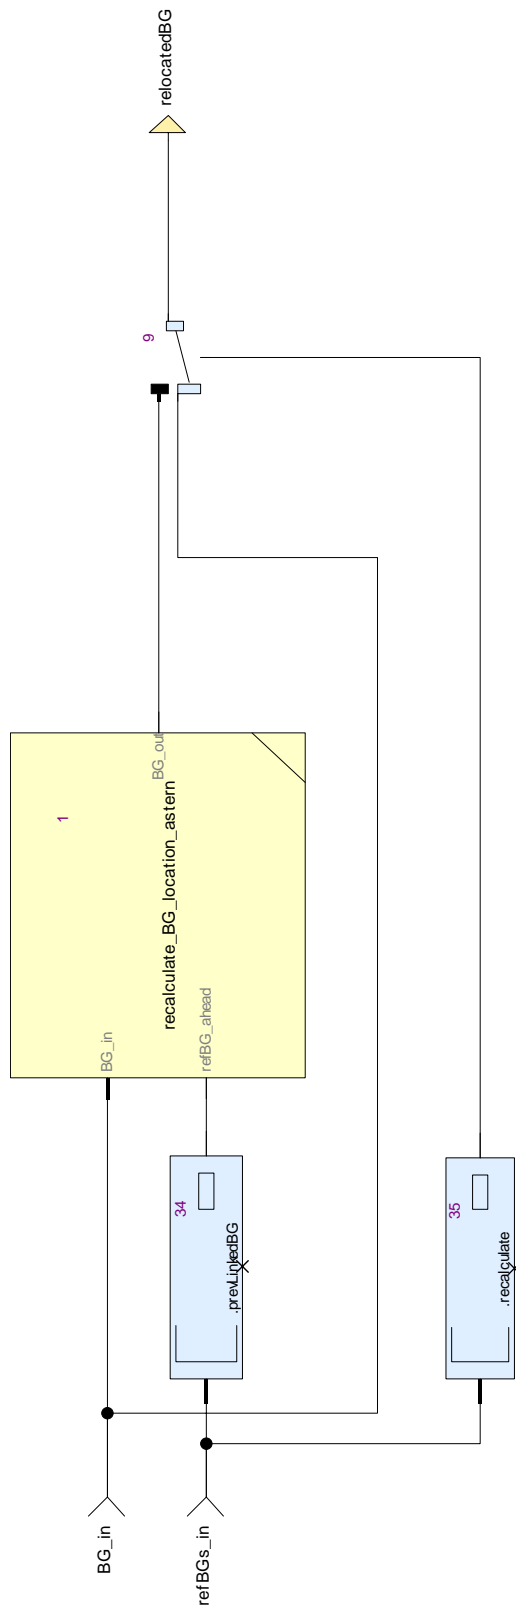 relocatedBG
9
BG_out
1
recalculate_BG_location_astern
BG_in
refBG_ahead
34
.prevLinkedBG
35
.recalculate
BG_in
refBGs_in